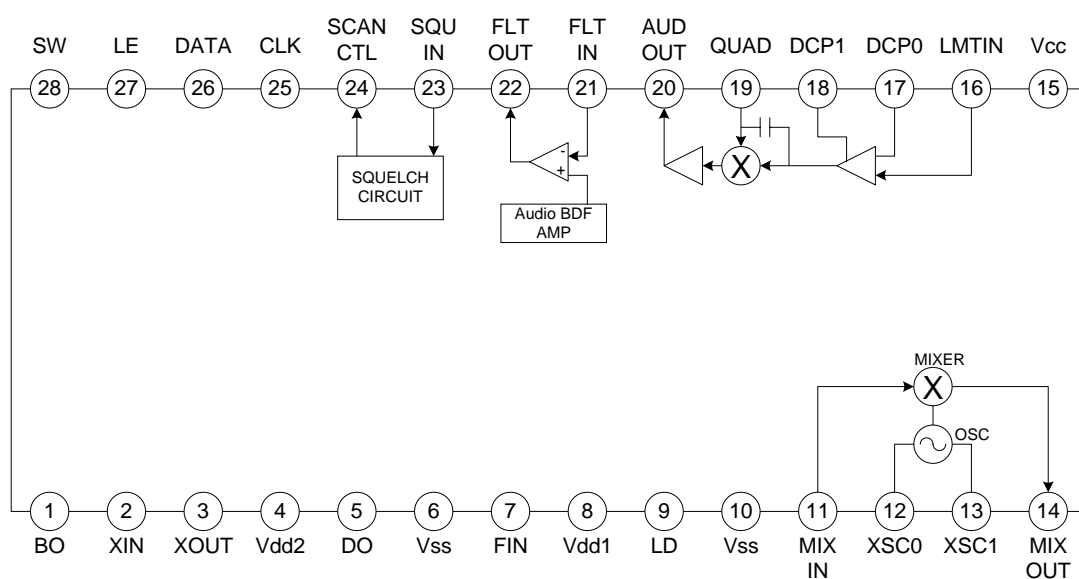 SW LE DATA CLK SCAN CTL SQU IN FLT OUT FLT IN AUD OUT QUAD DCP1 DCP0 LMTIN Vcc
28 27 26 25 24 23 22 21 20 19 18 17 16 15
SQUELCH
CIRCUIT
-
+
X
Audio BDF
AMP
MIXER
X
OSC
1 2 3 4 5 6 7 8 9 10 11 12 13 14
BO XIN XOUT Vdd2 DO Vss FIN Vdd1 LD Vss MIX IN XSC0 XSC1 MIX OUT